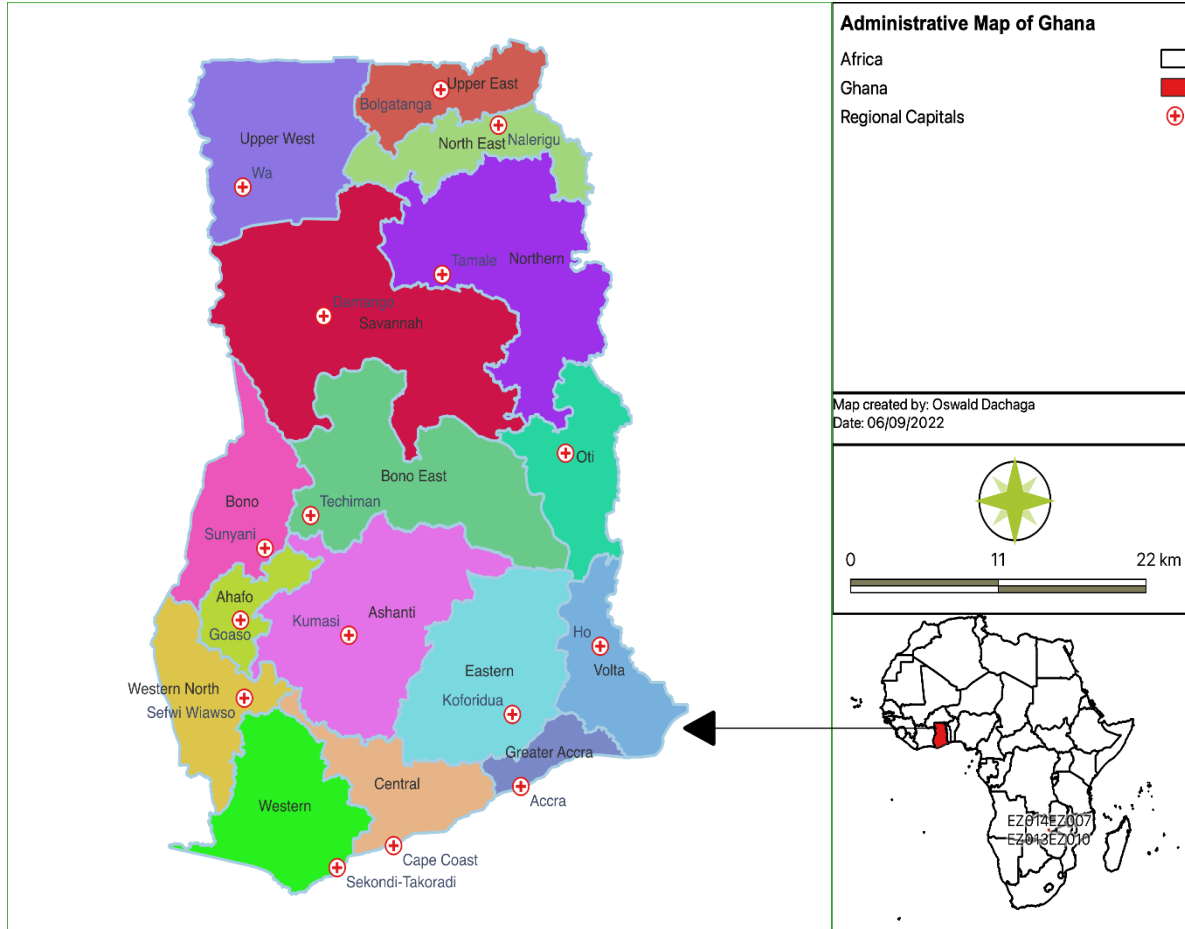 Administrative Map of Ghana
Africa
Ghana
Regional Capitals
Upper East
Bolgatanga
Upper West
North East
Nalerigu
Wa
Northern
Tamale
Damango
Savannah
Oti
Bono East
Bono
Techiman
Sunyani
Ahafo
Goaso
Kumasi
Ashanti
Ho
Volta
Eastern
Koforidua
Western North
Sefwi Wiawso
Greater Accra
Accra
Central
Western
Cape Coast
Sekondi-Takoradi
Map created by: Oswald Dachaga
Date: 06/09/2022
0 11 22 km
EZ014EZ007
EZ013EZ010